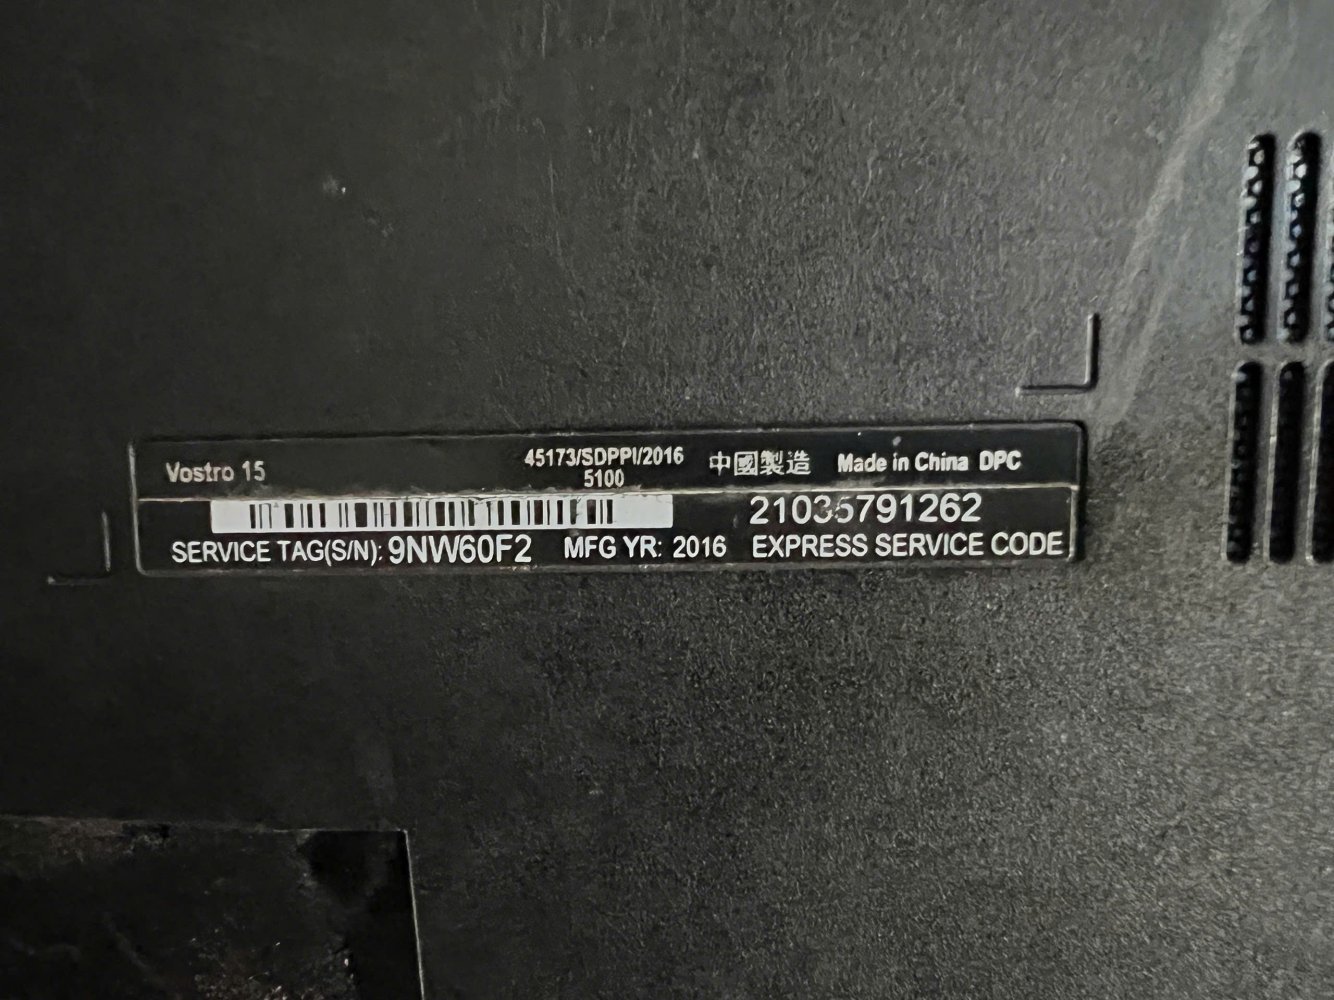 Vostro 15
45173/SDPPI/2016
5100
中國製造 Made in China DPC
21035791262
SERVICE TAG(S/N): 9NW60F2 MFG YR: 2016 EXPRESS SERVICE CODE